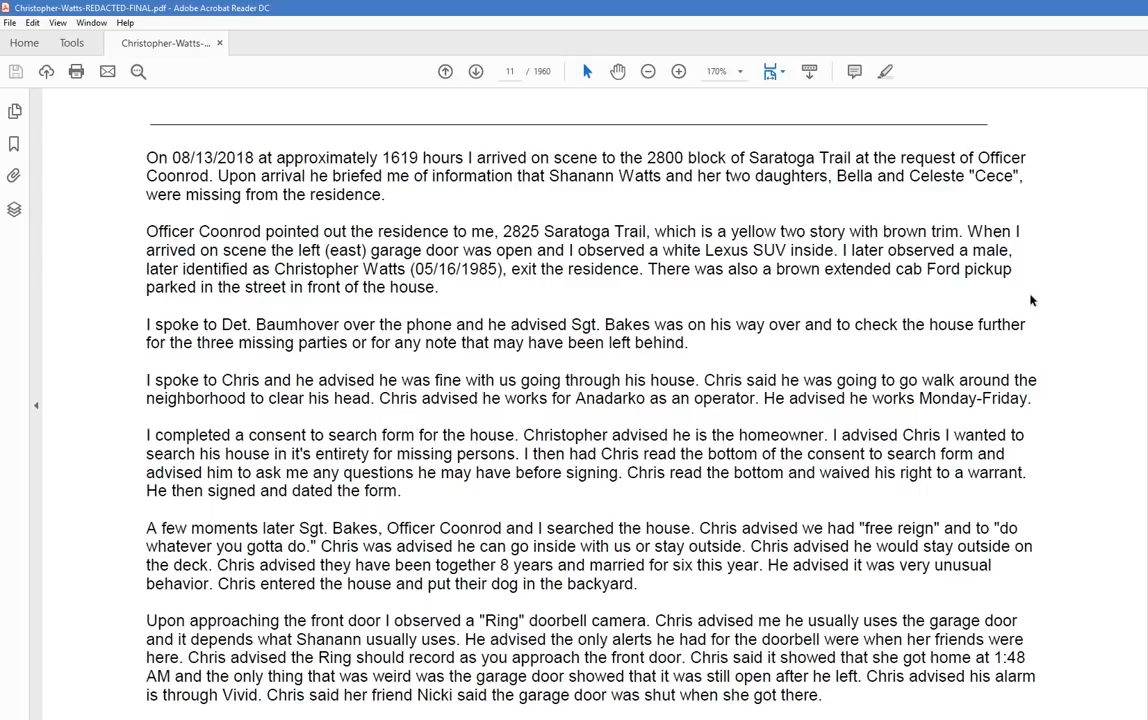 Christopher-Watts-REDACTED-FINAL.pdf - Adobe Acrobat Reader DC
File Edit View Window Help
Home Tools Christopher-Watts-... ×
11 / 1960 170%
On 08/13/2018 at approximately 1619 hours I arrived on scene to the 2800 block of Saratoga Trail at the request of Officer
Coonrod. Upon arrival he briefed me of information that Shanann Watts and her two daughters, Bella and Celeste "Cece",
were missing from the residence.
Officer Coonrod pointed out the residence to me, 2825 Saratoga Trail, which is a yellow two story with brown trim. When I
arrived on scene the left (east) garage door was open and I observed a white Lexus SUV inside. I later observed a male,
later identified as Christopher Watts (05/16/1985), exit the residence. There was also a brown extended cab Ford pickup
parked in the street in front of the house.
I spoke to Det. Baumhover over the phone and he advised Sgt. Bakes was on his way over and to check the house further
for the three missing parties or for any note that may have been left behind.
I spoke to Chris and he advised he was fine with us going through his house. Chris said he was going to go walk around the
neighborhood to clear his head. Chris advised he works for Anadarko as an operator. He advised he works Monday-Friday.
I completed a consent to search form for the house. Christopher advised he is the homeowner. I advised Chris I wanted to
search his house in it's entirety for missing persons. I then had Chris read the bottom of the consent to search form and
advised him to ask me any questions he may have before signing. Chris read the bottom and waived his right to a warrant.
He then signed and dated the form.
A few moments later Sgt. Bakes, Officer Coonrod and I searched the house. Chris advised we had "free reign" and to "do
whatever you gotta do." Chris was advised he can go inside with us or stay outside. Chris advised he would stay outside on
the deck. Chris advised they have been together 8 years and married for six this year. He advised it was very unusual
behavior. Chris entered the house and put their dog in the backyard.
Upon approaching the front door I observed a "Ring" doorbell camera. Chris advised me he usually uses the garage door
and it depends what Shanann usually uses. He advised the only alerts he had for the doorbell were when her friends were
here. Chris advised the Ring should record as you approach the front door. Chris said it showed that she got home at 1:48
AM and the only thing that was weird was the garage door showed that it was still open after he left. Chris advised his alarm
is through Vivid. Chris said her friend Nicki said the garage door was shut when she got there.